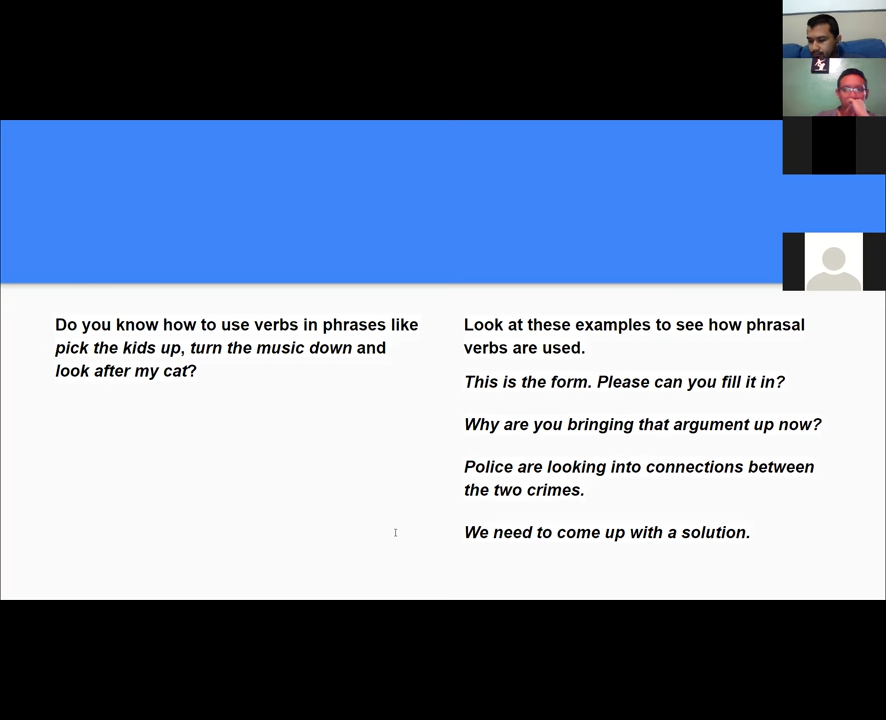 Do you know how to use verbs in phrases like
pick the kids up, turn the music down and
look after my cat?
Look at these examples to see how phrasal
verbs are used.
This is the form. Please can you fill it in?
Why are you bringing that argument up now?
Police are looking into connections between
the two crimes.
We need to come up with a solution.